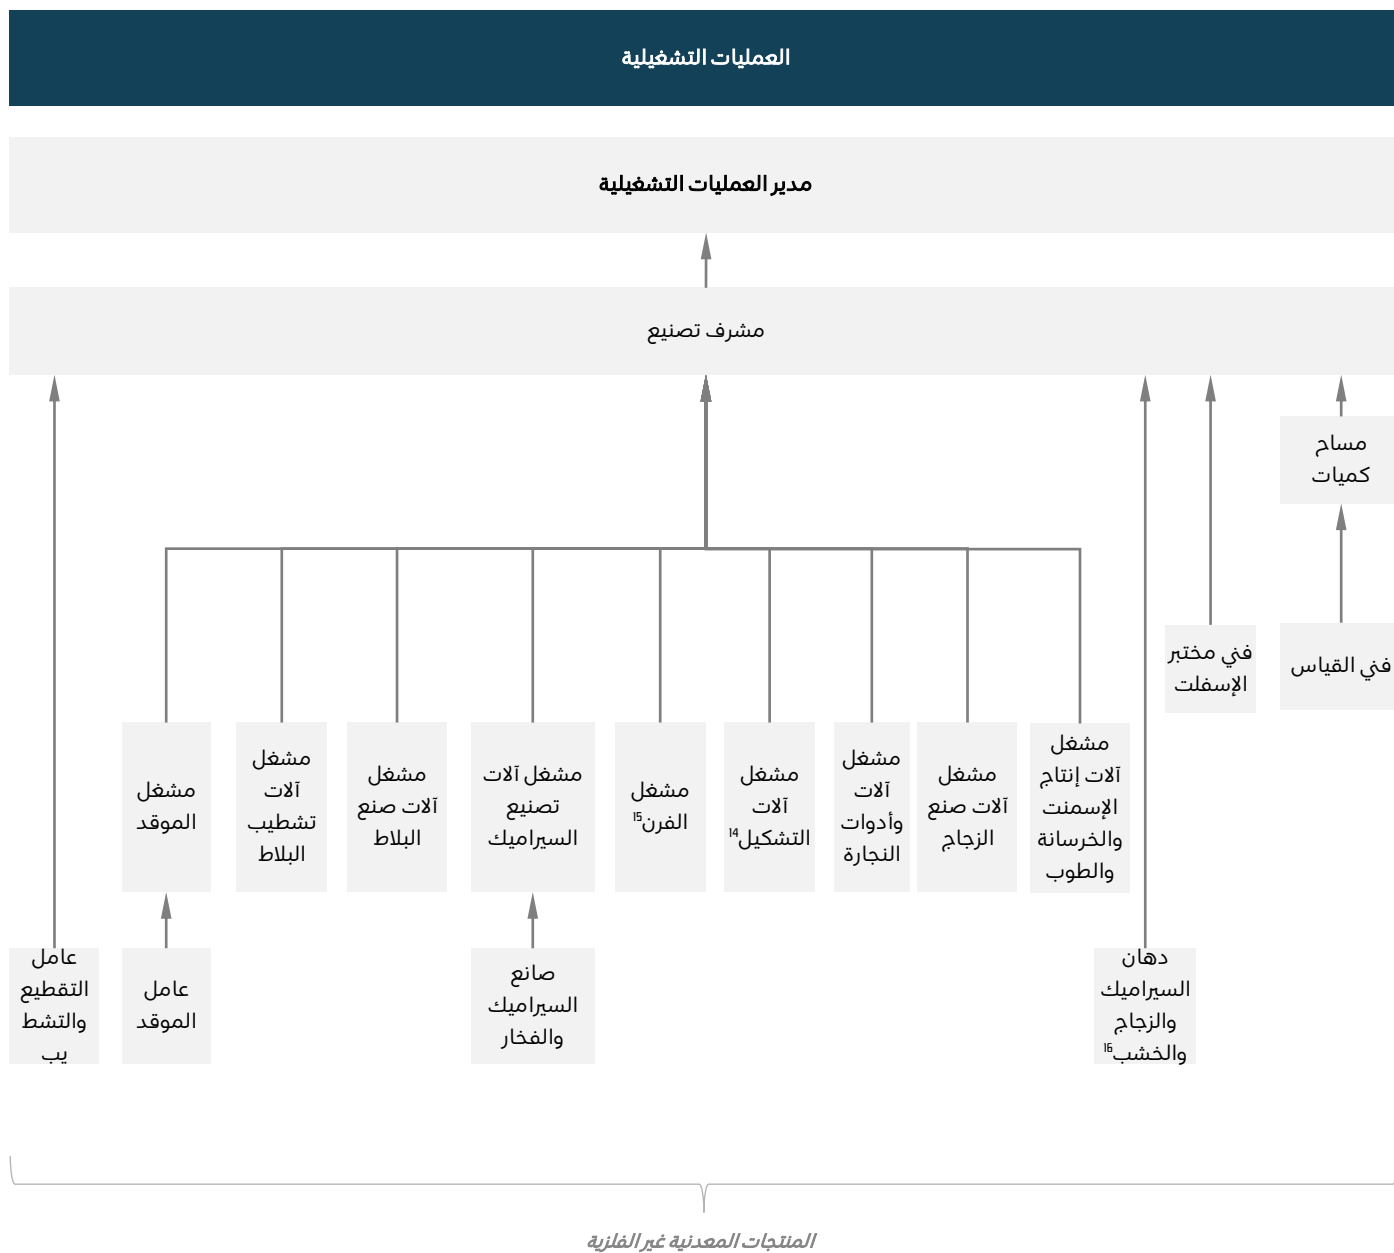 العمليات التشغيلية
مدير العمليات التشغيلية
مشرف تصنيع
مساح
كميات
فني القياس
فني مختبر
الإسفلت
مشغل
آلات إنتاج
الإسمنت
والخرسانة
والطوب
مشغل
آلات صنع
الزجاج
مشغل
آلات
وأدوات
النجارة
مشغل
آلات
التشكيل14
مشغل
الفرن15
مشغل آلات
تصنيع
السيراميك
مشغل
آلات صنع
البلاط
مشغل
آلات
تشطيب
البلاط
مشغل
الموقد
دهان
السيراميك
والزجاج
والخشب16
صانع
السيراميك
والفخار
عامل
الموقد
عامل
التقطيع
والتشط
يب
المنتجات المعدنية غير الفلزية